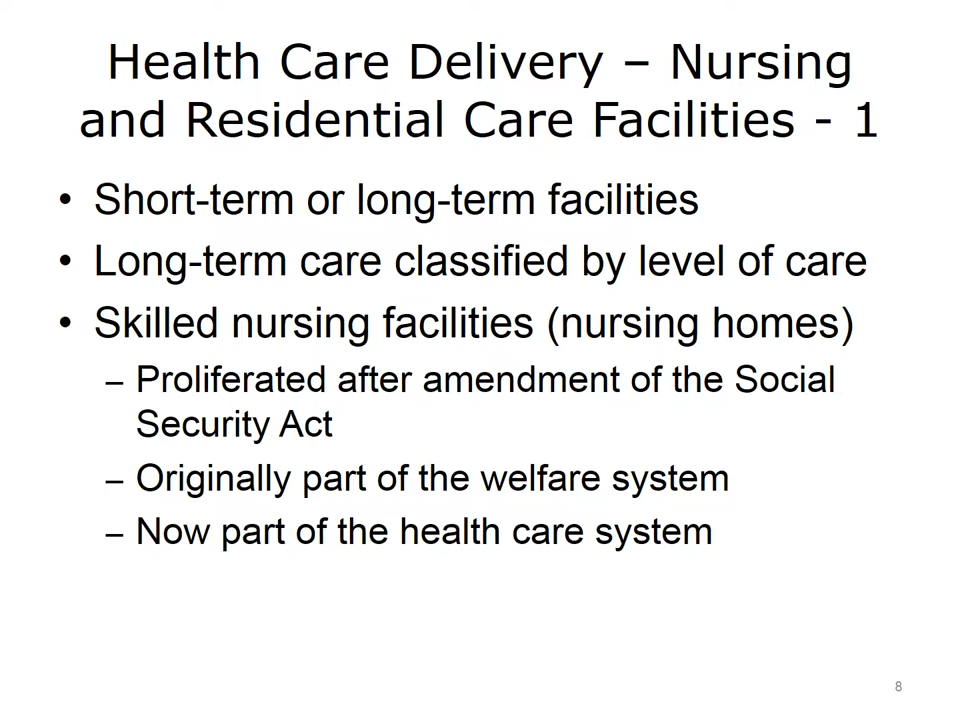 Health Care Delivery – Nursing
and Residential Care Facilities - 1
• Short-term or long-term facilities
• Long-term care classified by level of care
• Skilled nursing facilities (nursing homes)
– Proliferated after amendment of the Social
Security Act
– Originally part of the welfare system
– Now part of the health care system
8